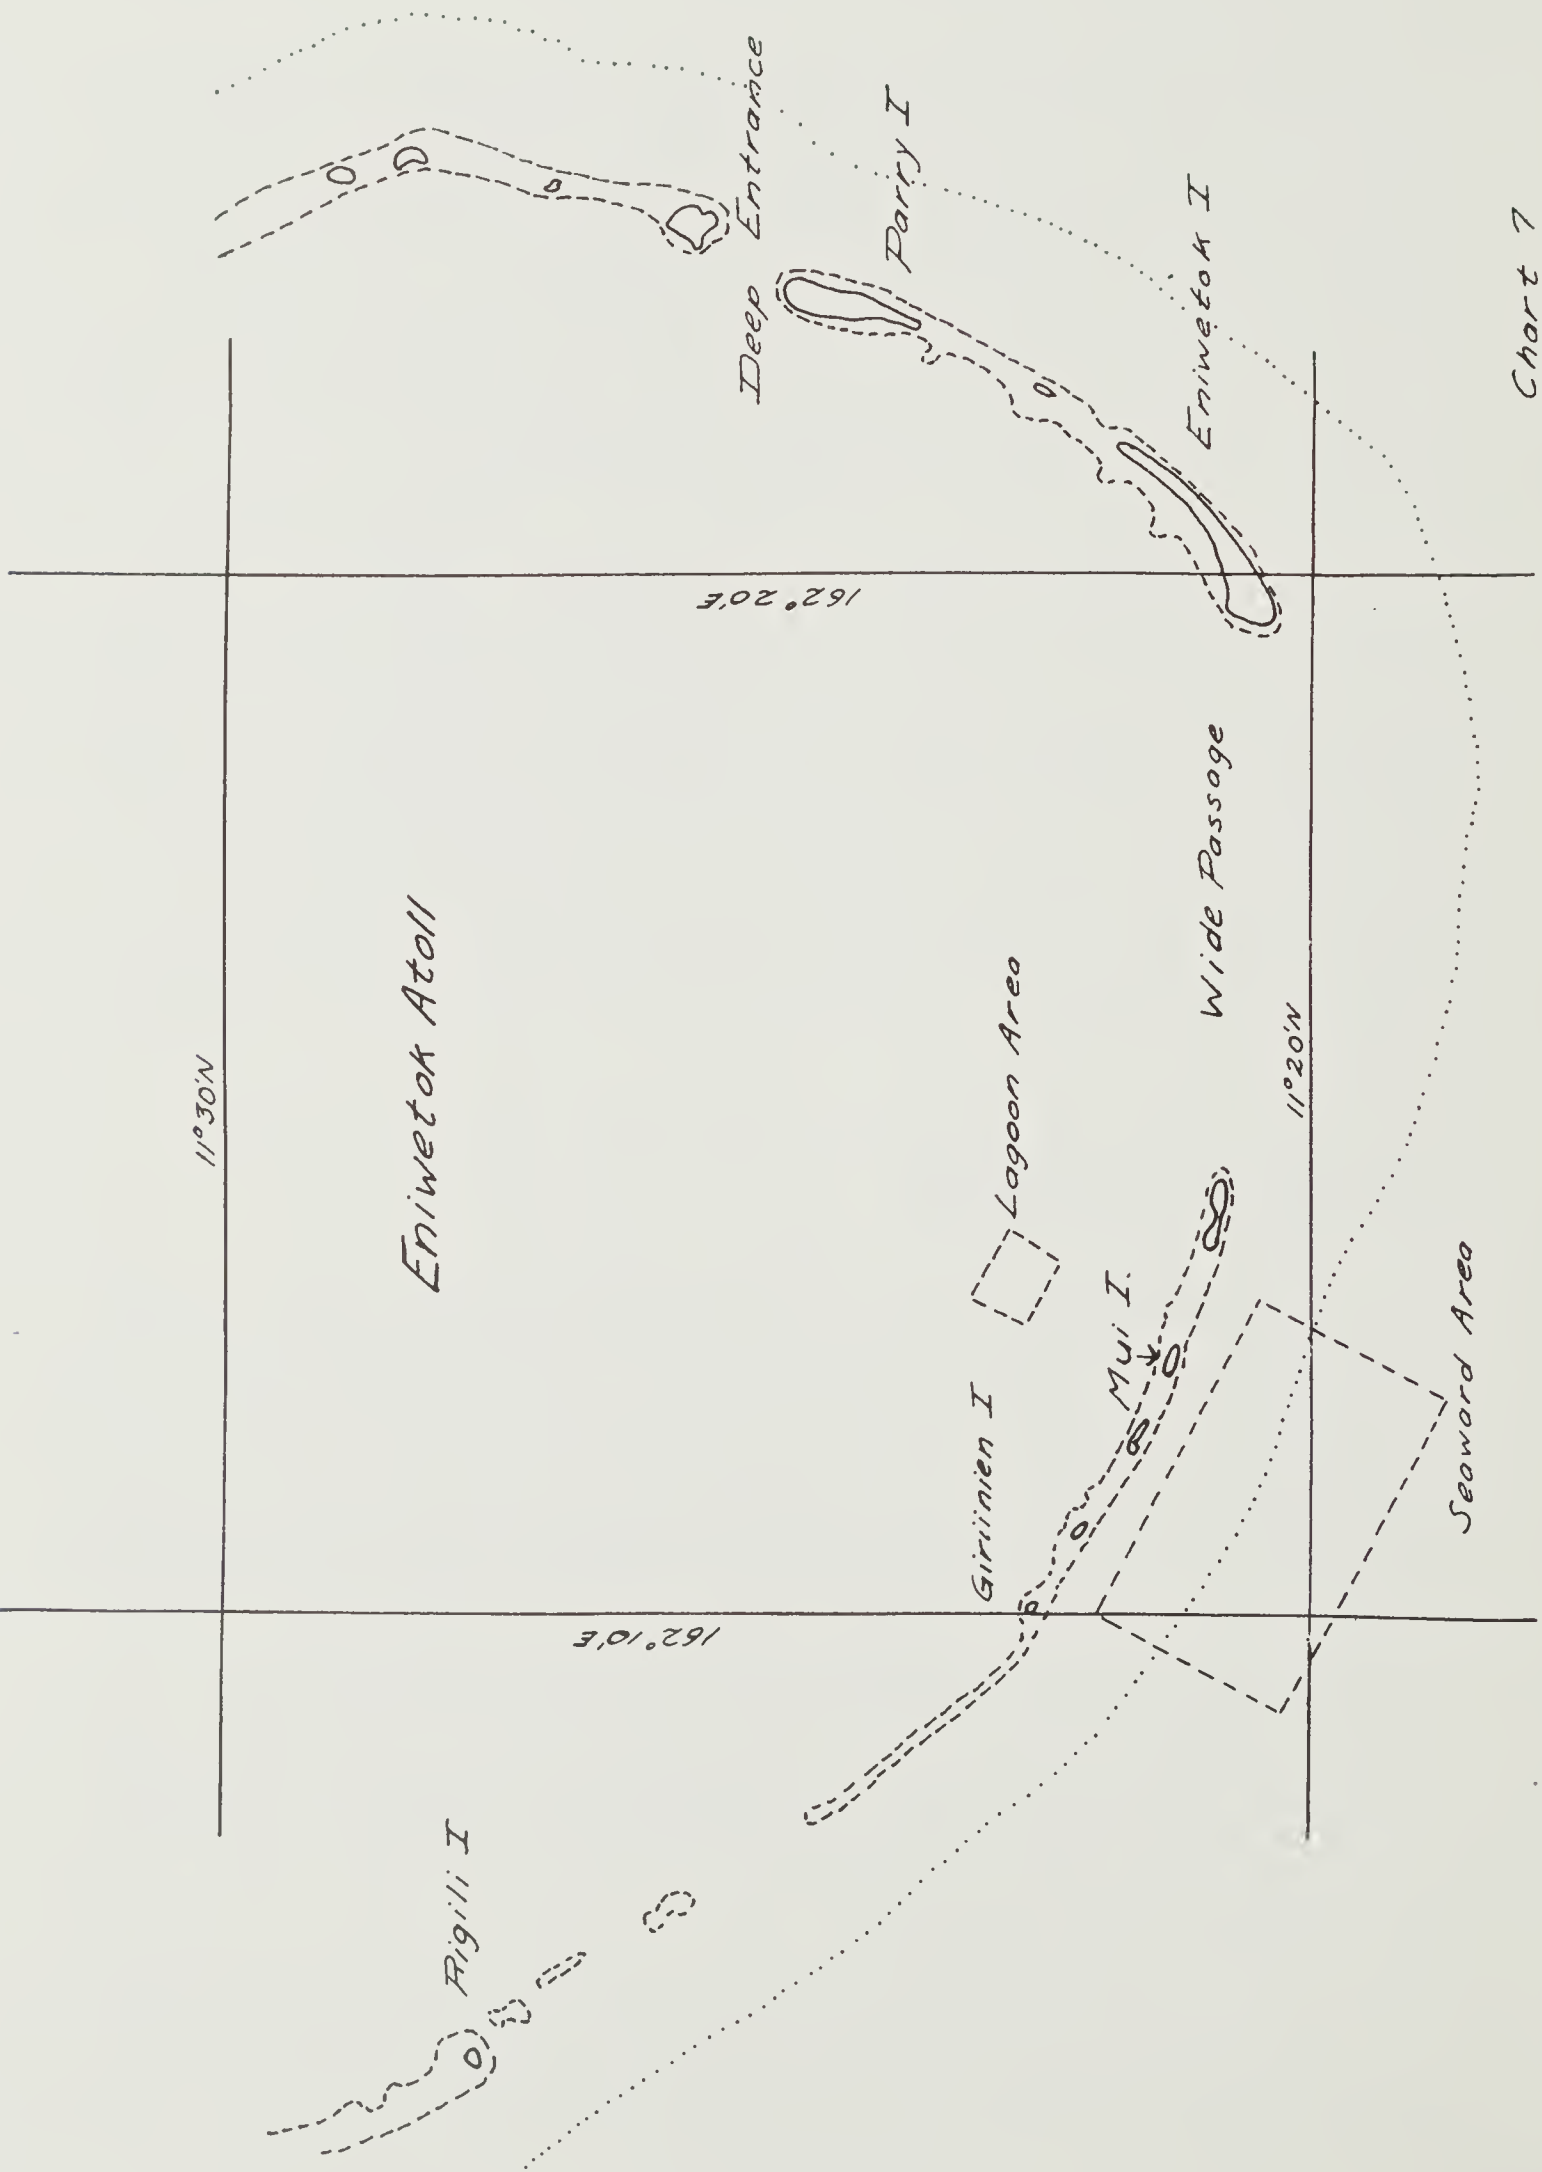 11°30'N
Eniwetok Atoll
Deep Entrance
Parry I
Eniwetok I
162°20'E
Wide Passage
11°20'N
Lagoon Area
Mui I.
Giriinien I
162°10'E
Rigili I
Seaward Area
Chart 7